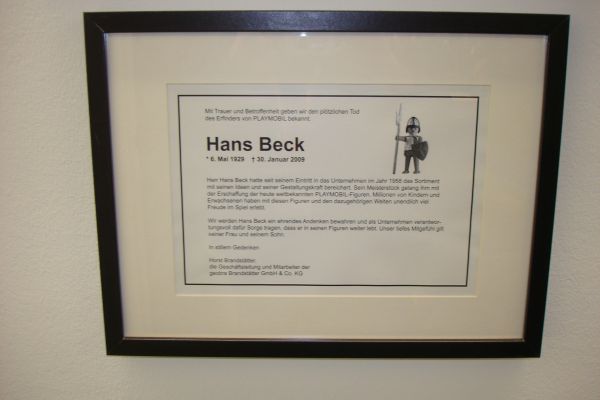 Mit Trauer und Betroffenheit geben wir den plötzlichen Tod
des Erfinders von PLAYMOBIL bekannt.
Hans Beck
* 6. Mai 1929 † 30. Januar 2009
Herr Hans Beck hatte seit seinem Eintritt in das Unternehmen im Jahr 1958 das Sortiment
mit seinen Ideen und seiner Gestaltungskraft bereichert. Sein Meisterstück gelang ihm mit
der Erschaffung der heute weltbekannten PLAYMOBIL-Figuren. Millionen von Kindern und
Erwachsenen haben mit diesen Figuren und den dazugehörigen Welten unendlich viel
Freude im Spiel erlebt.
Wir werden Hans Beck ein ehrendes Andenken bewahren und als Unternehmen verantwor-
tungsvoll dafür Sorge tragen, dass er in seinen Figuren weiter lebt. Unser tiefes Mitgefühl gilt
seiner Frau und seinem Sohn.
In stillem Gedenken
Horst Brandstätter,
die Geschäftsleitung und Mitarbeiter der
geobra Brandstätter GmbH & Co. KG